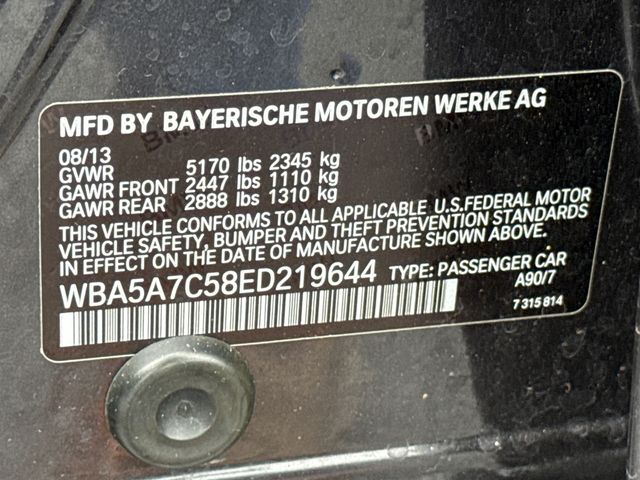 MFD BY BAYERISCHE MOTOREN WERKE AG
08/13
GVWR 5170 lbs 2345 kg
GAWR FRONT 2447 lbs 1110 kg
GAWR REAR 2888 lbs 1310 kg
THIS VEHICLE CONFORMS TO ALL APPLICABLE U.S.FEDERAL MOTOR
VEHICLE SAFETY, BUMPER AND THEFT PREVENTION STANDARDS
IN EFFECT ON THE DATE OF MANUFACTURE SHOWN ABOVE.
WBA5A7C58ED219644 TYPE: PASSENGER CAR
A90/7
7 315 814